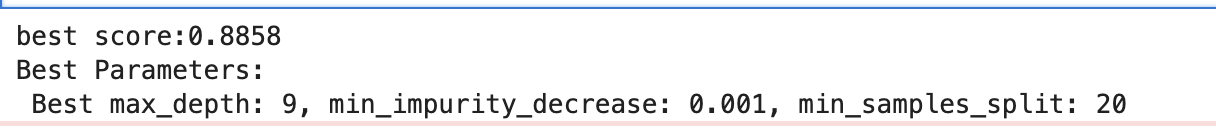 best score:0.8858
Best Parameters:
 Best max_depth: 9, min_impurity_decrease: 0.001, min_samples_split: 20